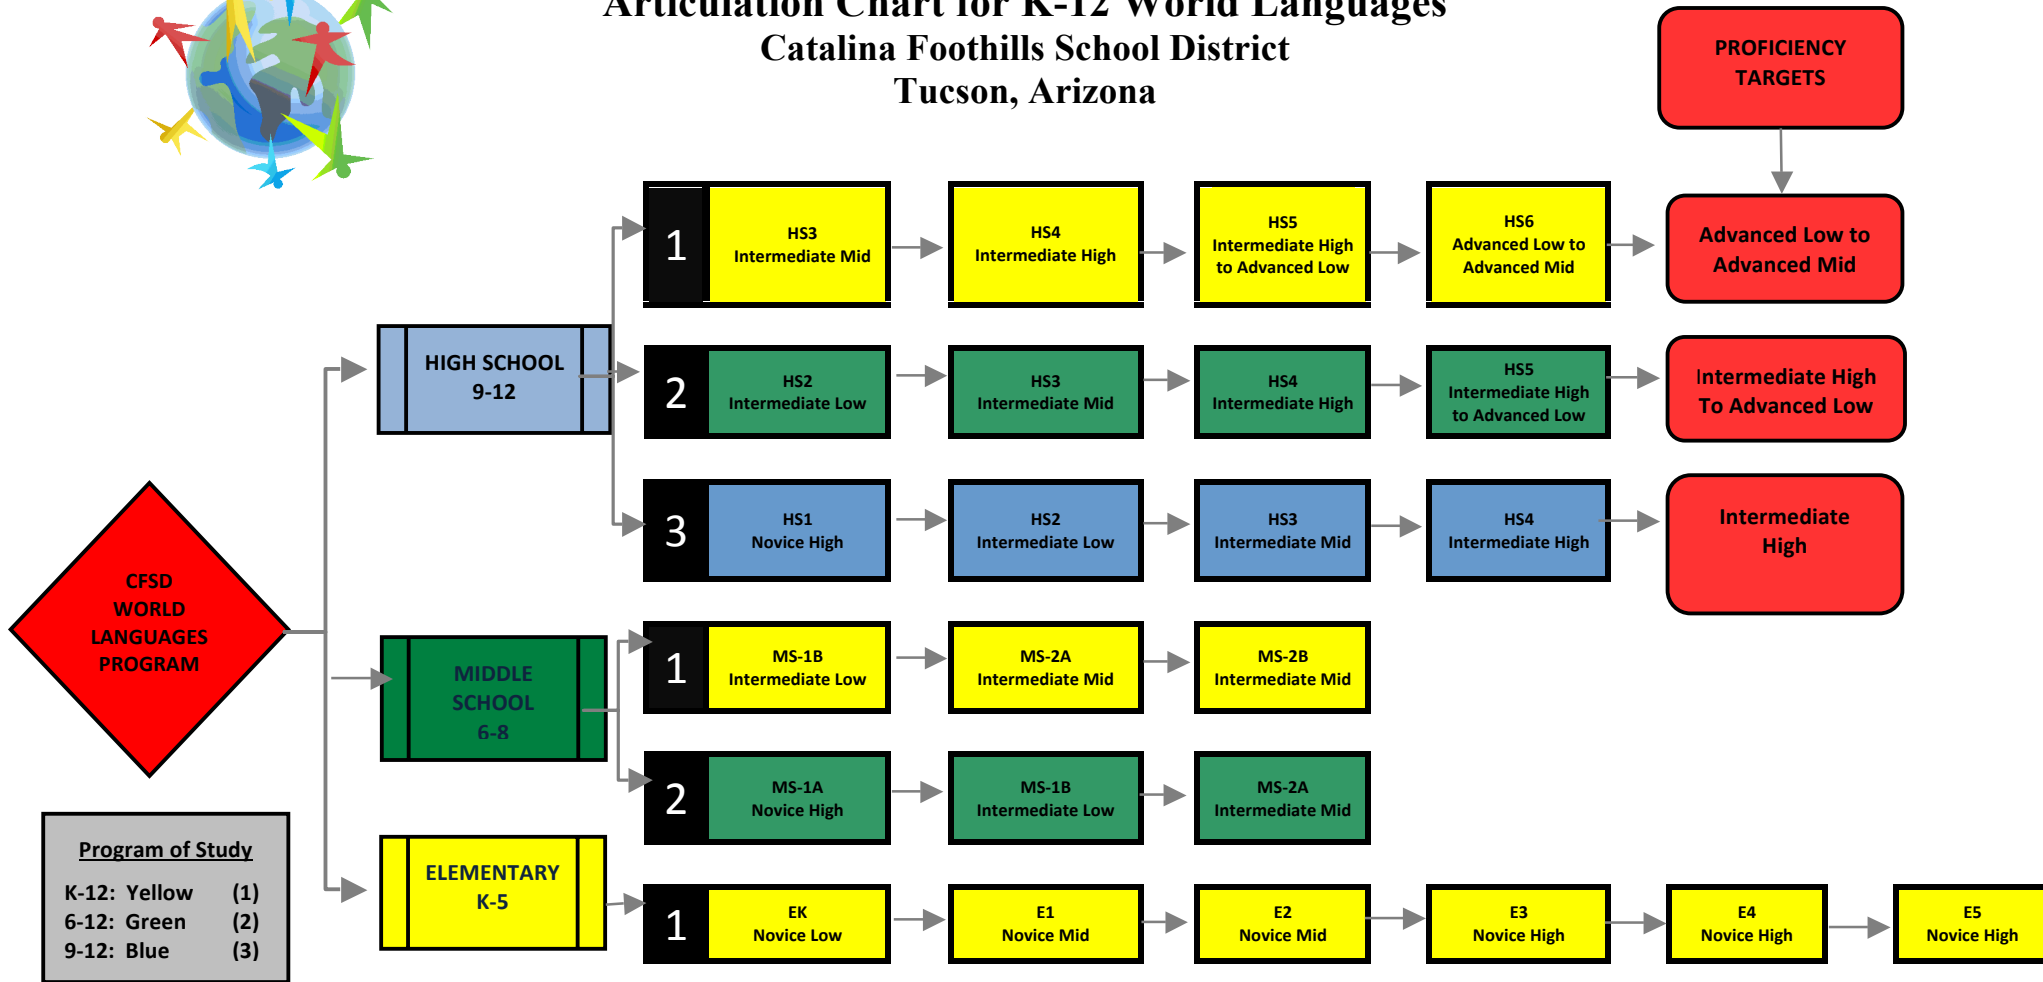 Articulation Chart for K-12 World Languages
Catalina Foothills School District
Tucson, Arizona
PROFICIENCY
TARGETS
1
HS3
Intermediate Mid
HS4
Intermediate High
HS5
Intermediate High
to Advanced Low
HS6
Advanced Low to
Advanced Mid
Advanced Low to
Advanced Mid
HIGH SCHOOL
9-12
2
HS2
Intermediate Low
HS3
Intermediate Mid
HS4
Intermediate High
HS5
Intermediate High
to Advanced Low
Intermediate High
To Advanced Low
3
HS1
Novice High
HS2
Intermediate Low
HS3
Intermediate Mid
HS4
Intermediate High
Intermediate
High
CFSD
WORLD
LANGUAGES
PROGRAM
MIDDLE
SCHOOL
6-8
1
MS-1B
Intermediate Low
MS-2A
Intermediate Mid
MS-2B
Intermediate Mid
2
MS-1A
Novice High
MS-1B
Intermediate Low
MS-2A
Intermediate Mid
ELEMENTARY
K-5
1
EK
Novice Low
E1
Novice Mid
E2
Novice Mid
E3
Novice High
E4
Novice High
E5
Novice High
Program of Study
K-12: Yellow (1)
6-12: Green (2)
9-12: Blue (3)